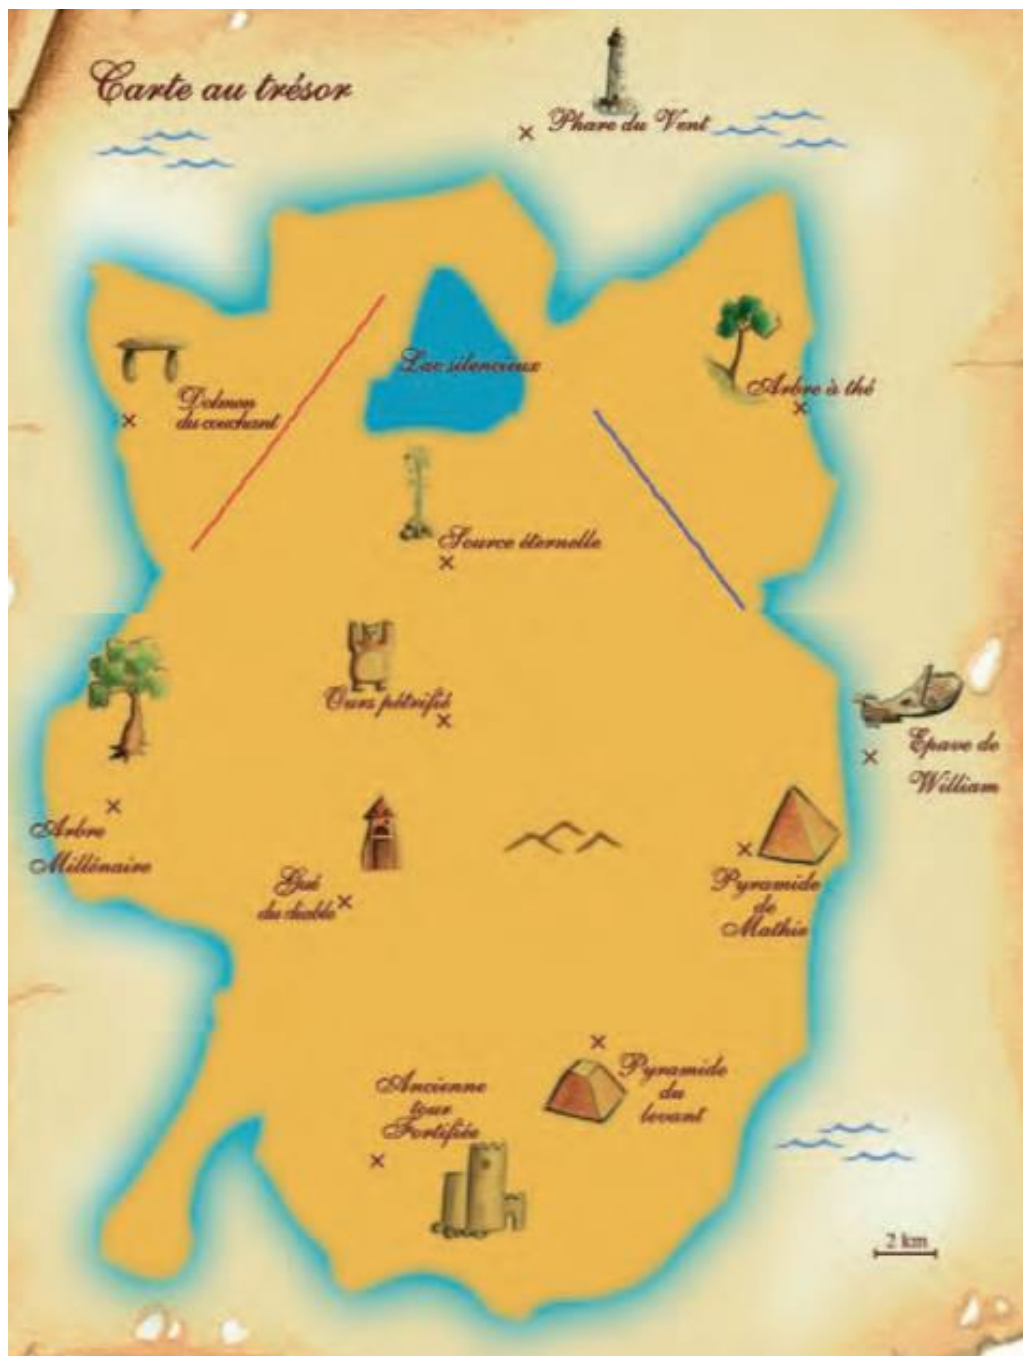 Carte au trésor
Phare du Vent
Lac silencieux
Arbre à thé
Dolmen
du couchant
Source éternelle
Ours pétrifié
Epave de
William
Arbre
Millénaire
Gué
du diable
Pyramide
de
Mathie
Pyramide
du
levant
Ancienne
tour
Fortifiée
2 km